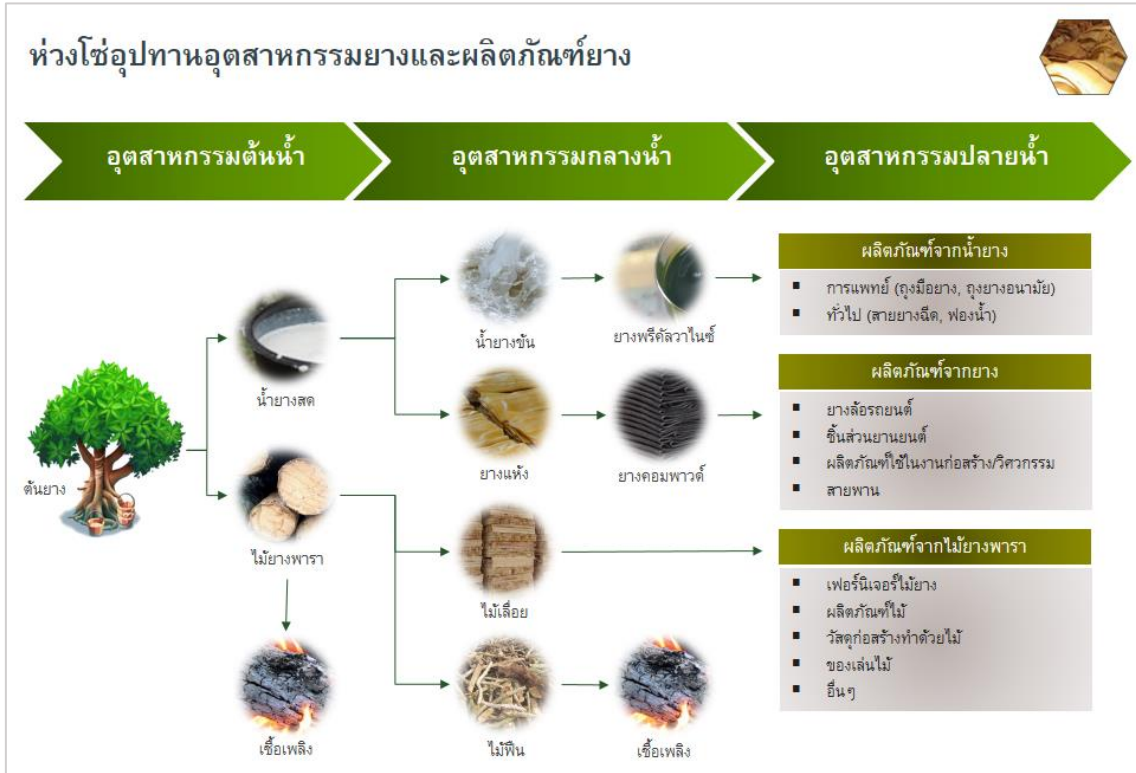 ห่วงโซ่อุปทานอุตสาหกรรมยางและผลิตภัณฑ์ยาง
อุตสาหกรรมต้นน้ำ
อุตสาหกรรมกลางน้ำ
อุตสาหกรรมปลายน้ำ
ต้นยาง
น้ำยางสด
ไม้ยางพารา
เชื้อเพลิง
น้ำยางข้น
ยางพรีคัลวาไนซ์
ยางแห้ง
ยางคอมพาวด์
ไม้เลื่อย
ไม้ฟืน
เชื้อเพลิง
ผลิตภัณฑ์จากน้ำยาง
▪ การแพทย์ (ถุงมือยาง, ถุงยางอนามัย)
▪ ทั่วไป (สายยางฉีด, ฟองน้ำ)
ผลิตภัณฑ์จากยาง
▪ ยางล้อรถยนต์
▪ ชิ้นส่วนยานยนต์
▪ ผลิตภัณฑ์ใช้ในงานก่อสร้าง/วิศวกรรม
▪ สายพาน
ผลิตภัณฑ์จากไม้ยางพารา
▪ เฟอร์นิเจอร์ไม้ยาง
▪ ผลิตภัณฑ์ไม้
▪ วัสดุก่อสร้างทำด้วยไม้
▪ ของเล่นไม้
▪ อื่นๆ